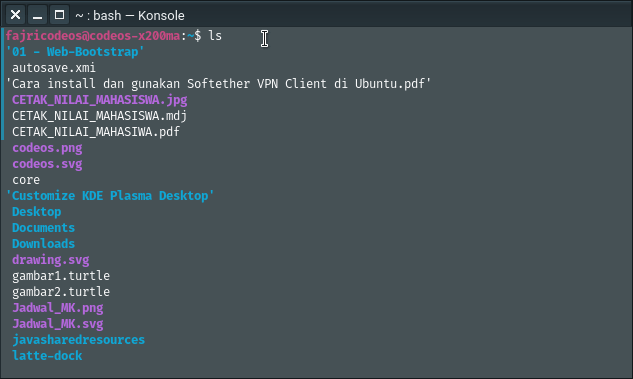 ~ : bash — Konsole
fajricodeos@codeos-x200ma:~$ ls
'01 - Web-Bootstrap'
autosave.xmi
'Cara install dan gunakan Softether VPN Client di Ubuntu.pdf'
CETAK_NILAI_MAHASISWA.jpg
CETAK_NILAI_MAHASISWA.mdj
CETAK_NILAI_MAHASIWA.pdf
codeos.png
codeos.svg
core
'Customize KDE Plasma Desktop'
Desktop
Documents
Downloads
drawing.svg
gambar1.turtle
gambar2.turtle
Jadwal_MK.png
Jadwal_MK.svg
javasharedresources
latte-dock